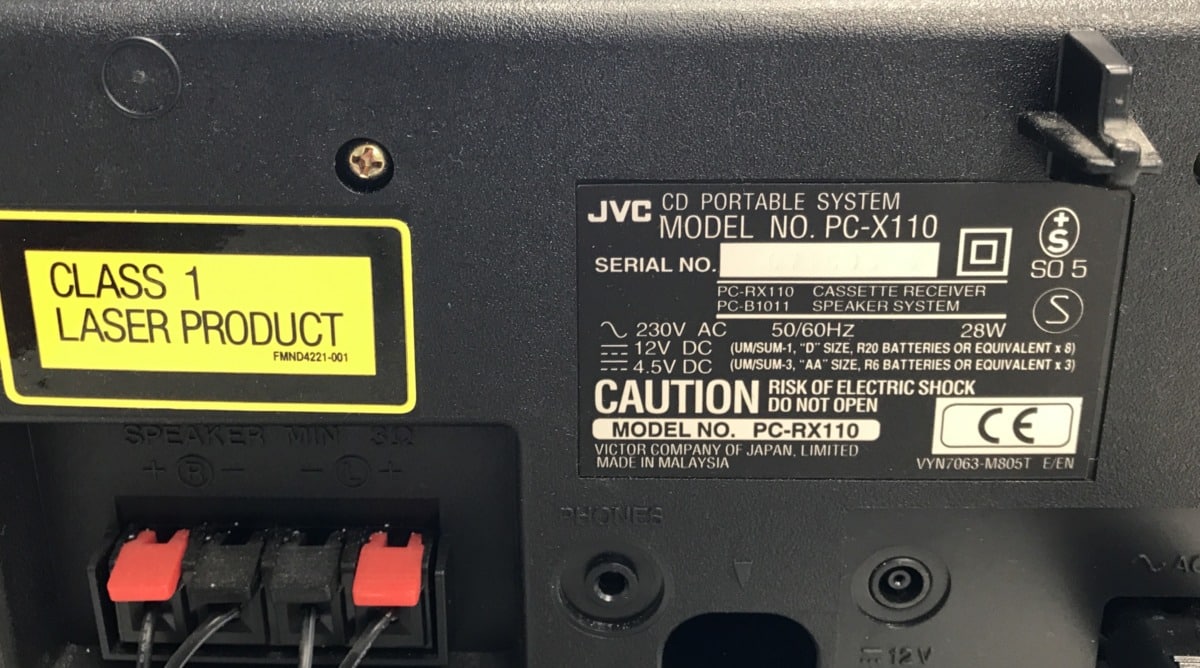 CLASS 1
LASER PRODUCT
FMND4221-001
JVC
CD PORTABLE SYSTEM
MODEL NO. PC-X110
SERIAL NO.
S
SO 5
S
PC-RX110 CASSETTE RECEIVER
PC-B1011 SPEAKER SYSTEM
230V AC 50/60HZ 28W
12V DC (UM/SUM-1, "D" SIZE, R20 BATTERIES OR EQUIVALENT x 8)
4.5V DC (UM/SUM-3, "AA" SIZE, R6 BATTERIES OR EQUIVALENT x 3)
CAUTION RISK OF ELECTRIC SHOCK
DO NOT OPEN
MODEL NO. PC-RX110
CE
VICTOR COMPANY OF JAPAN, LIMITED
MADE IN MALAYSIA
VYN7063-M805T E/EN
SPEAKER MIN 3Ω
+ R − − L +
PHONES
12V
~ AC